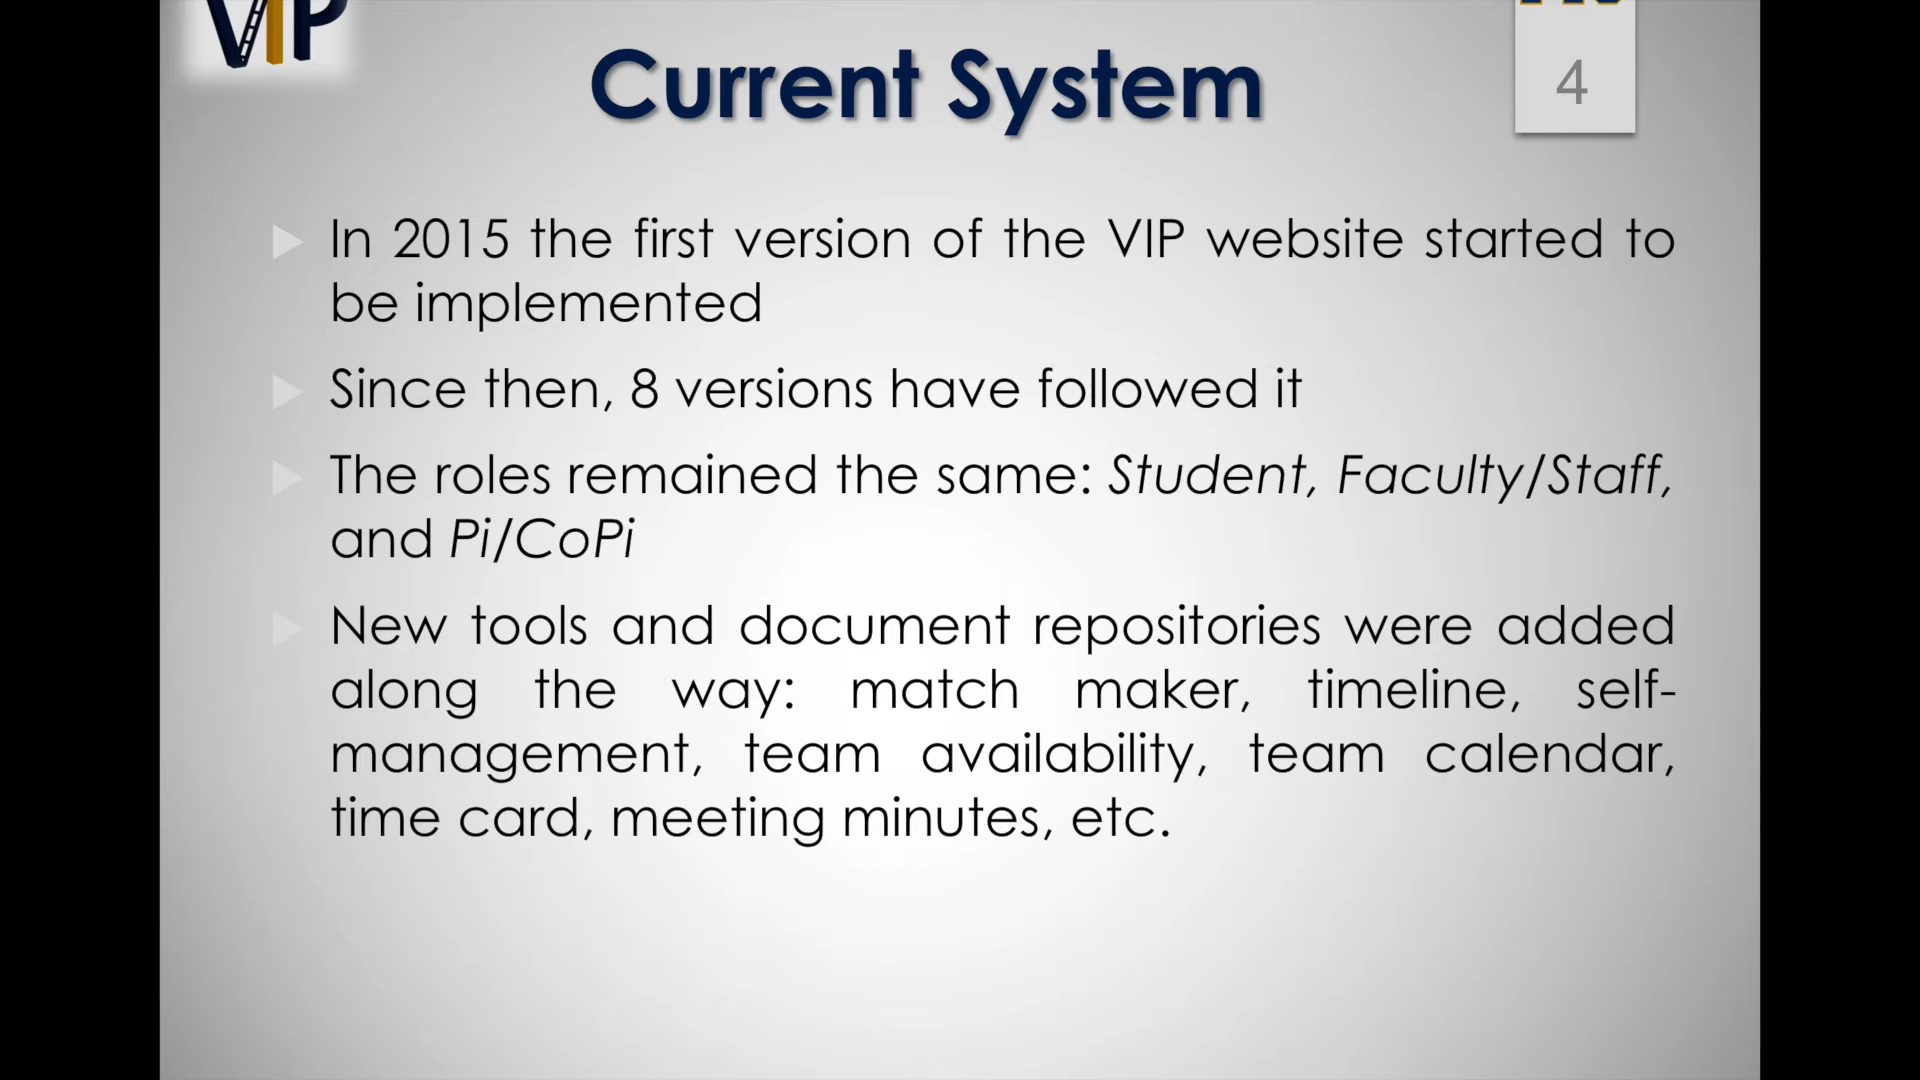 VIP
4
Current System
In 2015 the first version of the VIP website started to
be implemented
Since then, 8 versions have followed it
The roles remained the same: Student, Faculty/Staff,
and Pi/CoPi
New tools and document repositories were added
along the way: match maker, timeline, self-
management, team availability, team calendar,
time card, meeting minutes, etc.